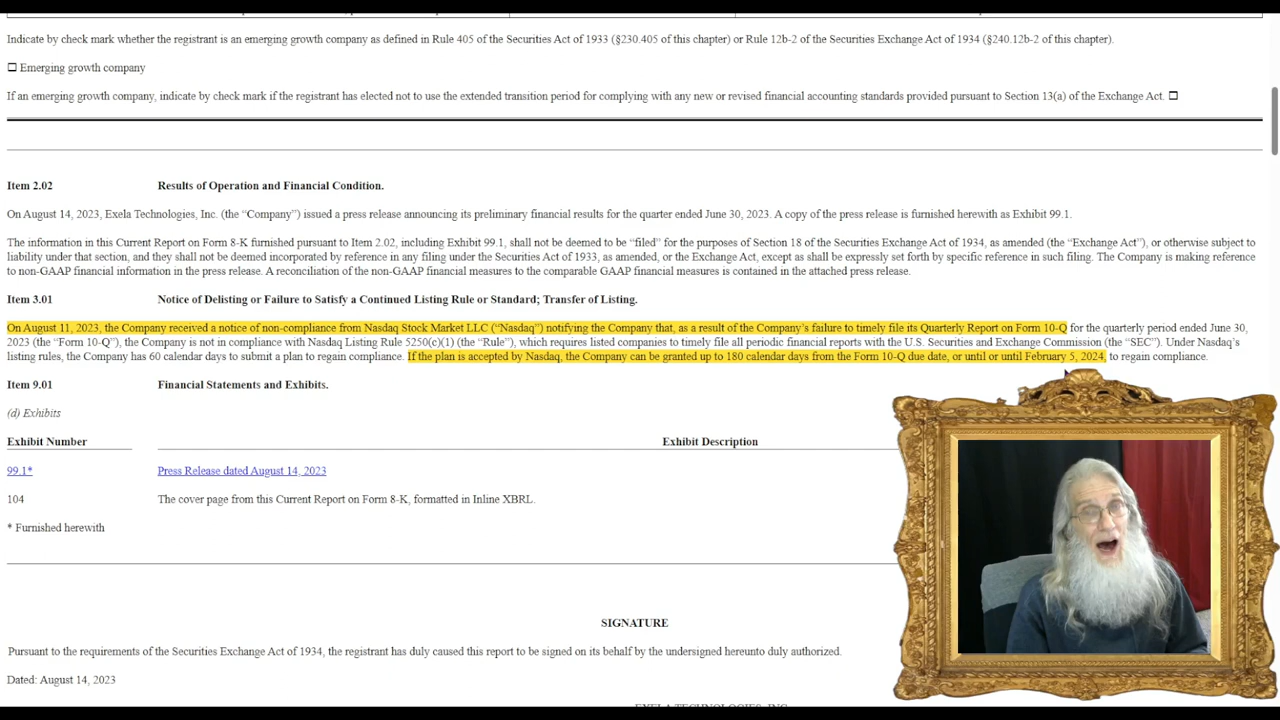 Indicate by check mark whether the registrant is an emerging growth company as defined in Rule 405 of the Securities Act of 1933 (§230.405 of this chapter) or Rule 12b-2 of the Securities Exchange Act of 1934 (§240.12b-2 of this chapter).
☐ Emerging growth company
If an emerging growth company, indicate by check mark if the registrant has elected not to use the extended transition period for complying with any new or revised financial accounting standards provided pursuant to Section 13(a) of the Exchange Act. ☐
Item 2.02 Results of Operation and Financial Condition.
On August 14, 2023, Exela Technologies, Inc. (the “Company”) issued a press release announcing its preliminary financial results for the quarter ended June 30, 2023. A copy of the press release is furnished herewith as Exhibit 99.1.
The information in this Current Report on Form 8-K furnished pursuant to Item 2.02, including Exhibit 99.1, shall not be deemed to be “filed” for the purposes of Section 18 of the Securities Exchange Act of 1934, as amended (the “Exchange Act”), or otherwise subject to
liability under that section, and they shall not be deemed incorporated by reference in any filing under the Securities Act of 1933, as amended, or the Exchange Act, except as shall be expressly set forth by specific reference in such filing. The Company is making reference
to non-GAAP financial information in the press release. A reconciliation of the non-GAAP financial measures to the comparable GAAP financial measures is contained in the attached press release.
Item 3.01 Notice of Delisting or Failure to Satisfy a Continued Listing Rule or Standard; Transfer of Listing.
On August 11, 2023, the Company received a notice of non-compliance from Nasdaq Stock Market LLC (“Nasdaq”) notifying the Company that, as a result of the Company’s failure to timely file its Quarterly Report on Form 10-Q for the quarterly period ended June 30,
2023 (the “Form 10-Q”), the Company is not in compliance with Nasdaq Listing Rule 5250(c)(1) (the “Rule”), which requires listed companies to timely file all periodic financial reports with the U.S. Securities and Exchange Commission (the “SEC”). Under Nasdaq’s
listing rules, the Company has 60 calendar days to submit a plan to regain compliance. If the plan is accepted by Nasdaq, the Company can be granted up to 180 calendar days from the Form 10-Q due date, or until or until February 5, 2024, to regain compliance.
Item 9.01 Financial Statements and Exhibits.
(d) Exhibits
Exhibit Number Exhibit Description
99.1* Press Release dated August 14, 2023
104 The cover page from this Current Report on Form 8-K, formatted in Inline XBRL.
* Furnished herewith
SIGNATURE
Pursuant to the requirements of the Securities Exchange Act of 1934, the registrant has duly caused this report to be signed on its behalf by the undersigned hereunto duly authorized.
Dated: August 14, 2023
EXELA TECHNOLOGIES, INC.